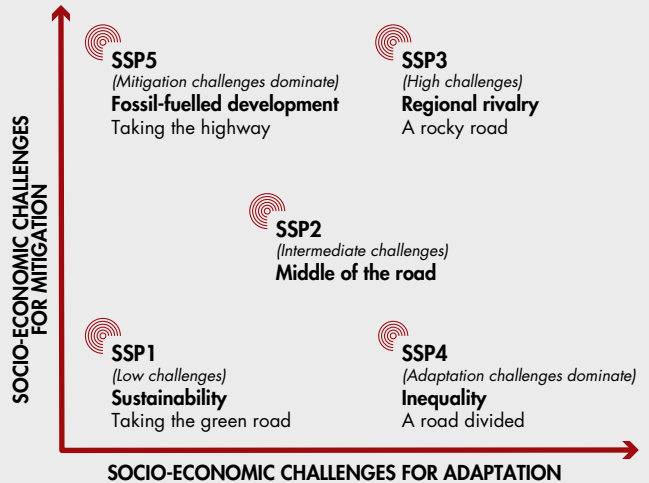 SOCIO-ECONOMIC CHALLENGES
FOR MITIGATION
SSP5
(Mitigation challenges dominate)
Fossil-fuelled development
Taking the highway
SSP3
(High challenges)
Regional rivalry
A rocky road
SSP2
(Intermediate challenges)
Middle of the road
SSP1
(Low challenges)
Sustainability
Taking the green road
SSP4
(Adaptation challenges dominate)
Inequality
A road divided
SOCIO-ECONOMIC CHALLENGES FOR ADAPTATION